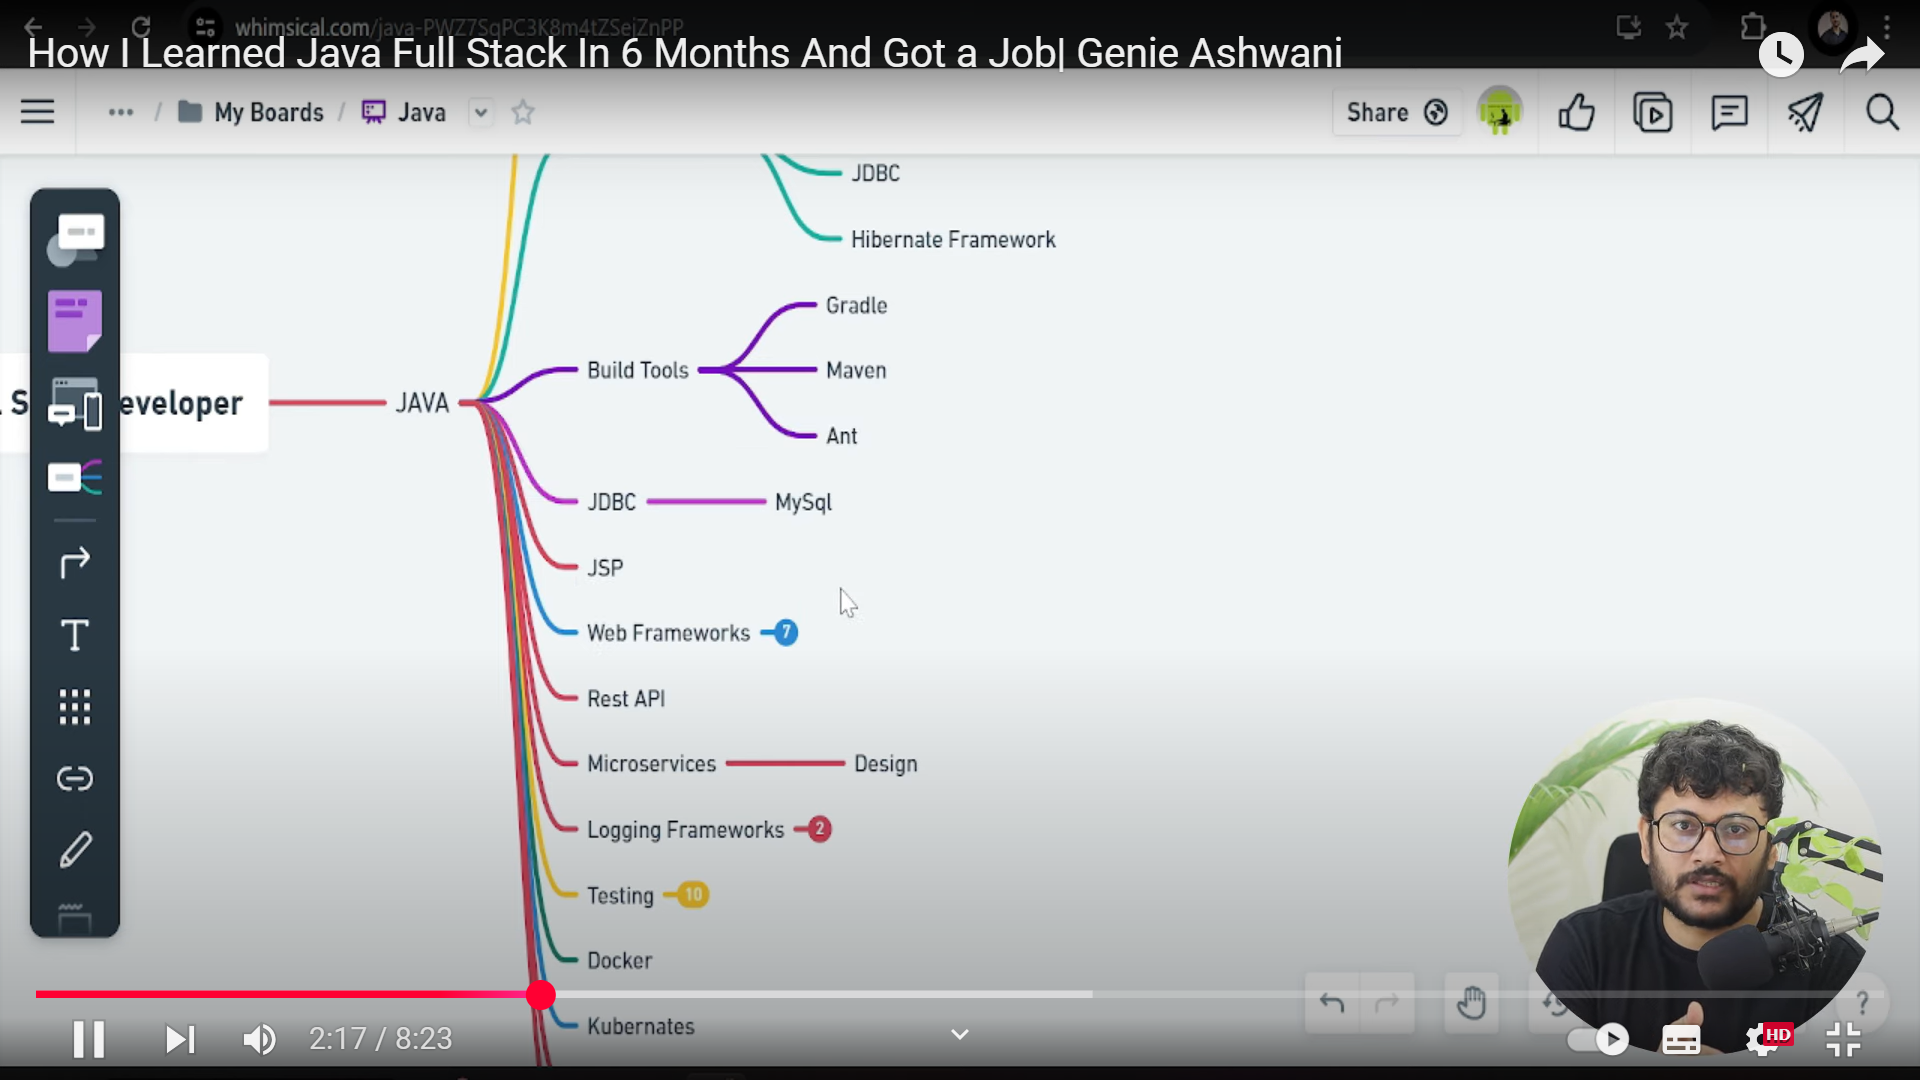 whimsical.com/java-PWZ7SqPC3K8m4tZSejZnPP
How I Learned Java Full Stack In 6 Months And Got a Job| Genie Ashwani
... / My Boards / Java
Share
JDBC
Hibernate Framework
Gradle
Build Tools
Maven
Ant
eveloper
JAVA
JDBC
MySql
JSP
Web Frameworks
7
Rest API
Microservices
Design
Logging Frameworks
2
Testing
10
Docker
Kubernates
T
?
2:17 / 8:23
HD